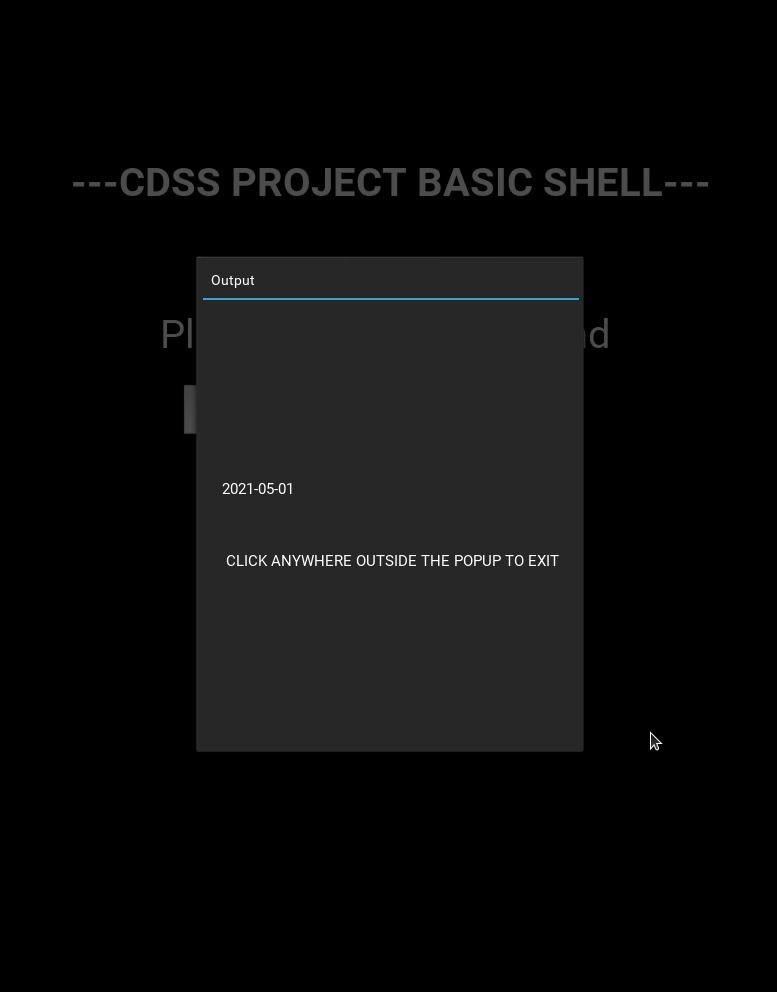 ---CDSS PROJECT BASIC SHELL---
Output
2021-05-01
CLICK ANYWHERE OUTSIDE THE POPUP TO EXIT